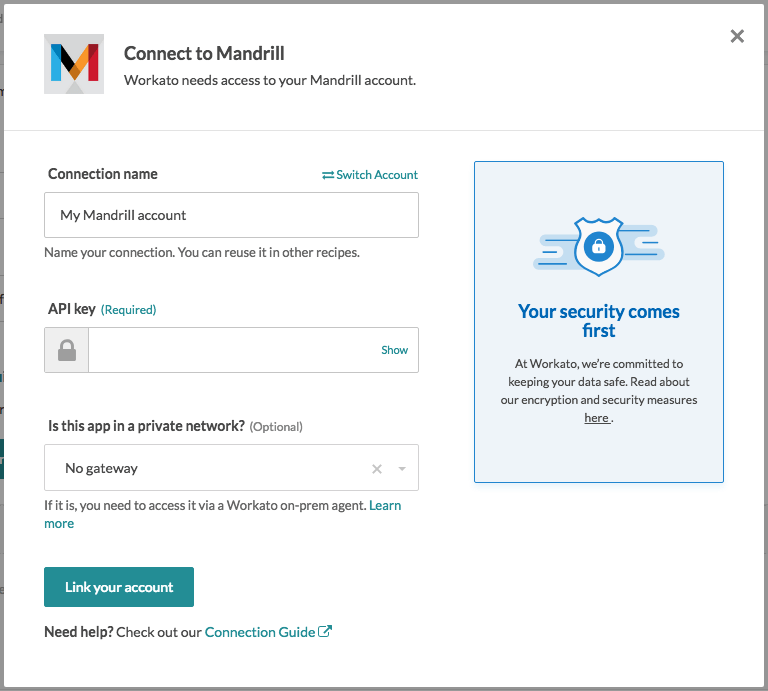 Connect to Mandrill
Workato needs access to your Mandrill account.
Connection name
Switch Account
My Mandrill account
Name your connection. You can reuse it in other recipes.
API key (Required)
Show
Is this app in a private network? (Optional)
No gateway
If it is, you need to access it via a Workato on-prem agent. Learn
more
Link your account
Need help? Check out our Connection Guide
Your security comes
first
At Workato, we're committed to
keeping your data safe. Read about
our encryption and security measures
here .